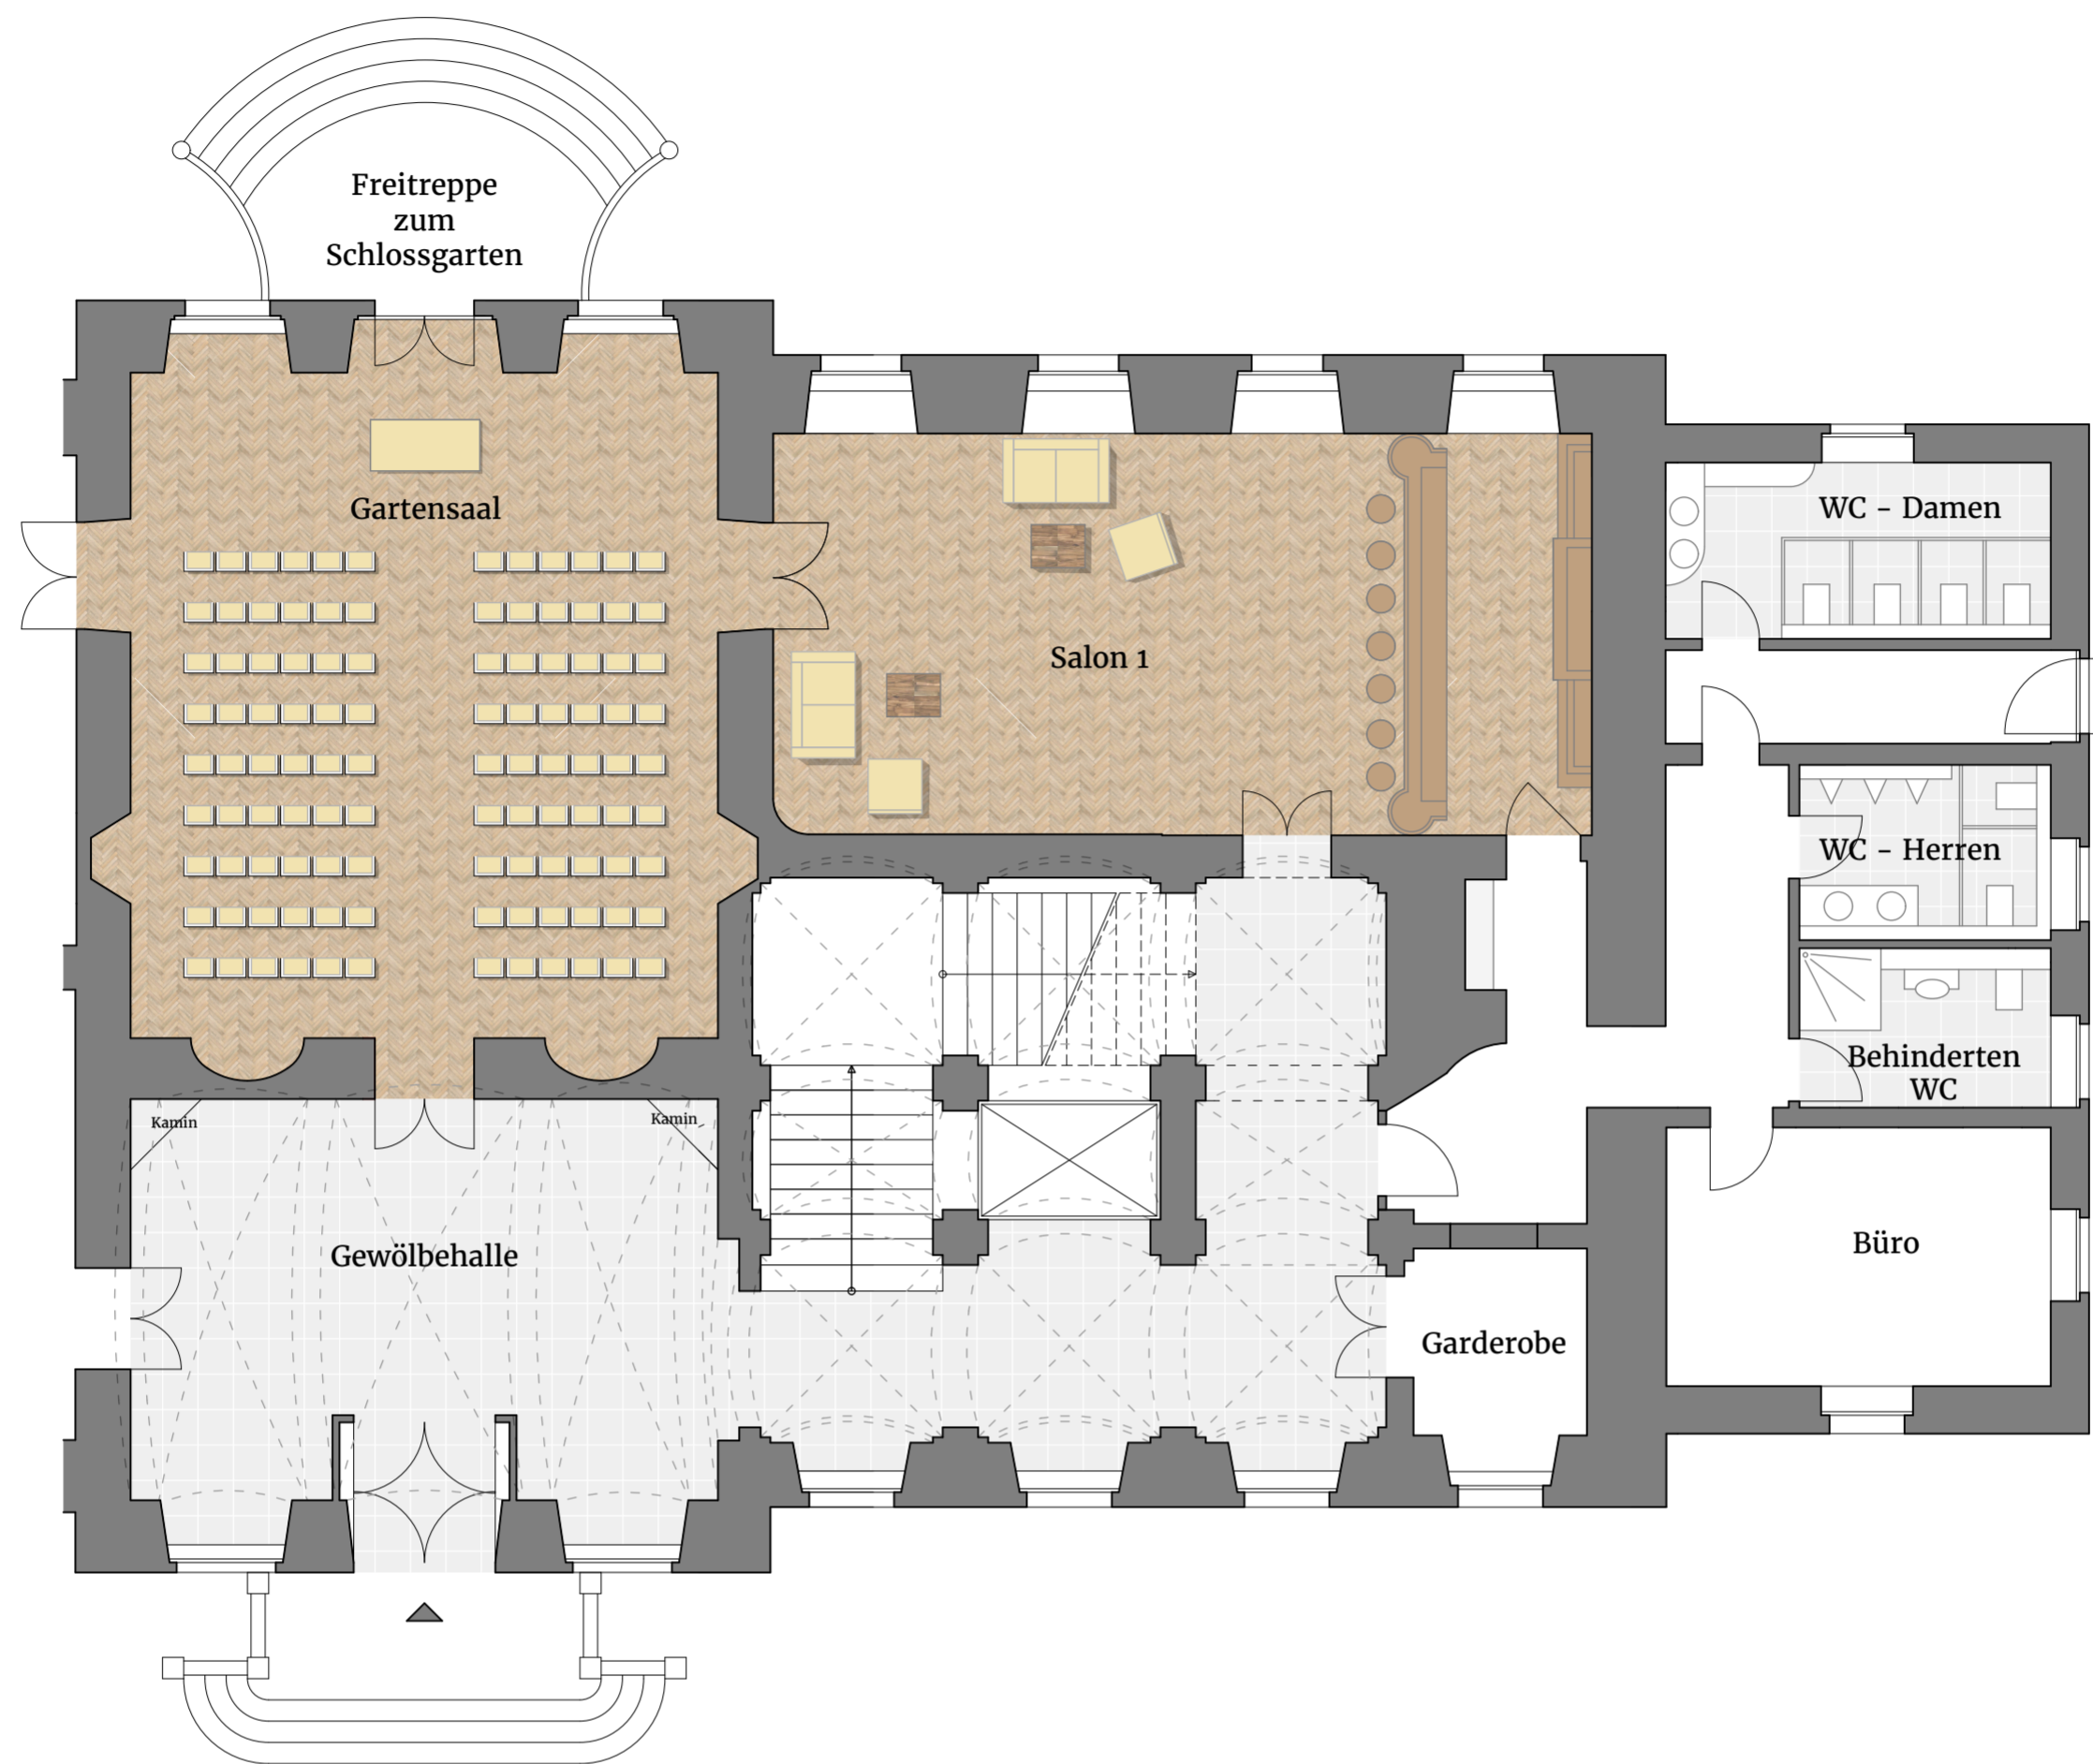 Freitreppe
zum
Schlossgarten
Gartensaal
WC - Damen
Salon 1
WC - Herren
Behinderten
WC
Kamin
Kamin
Gewölbehalle
Büro
Garderobe